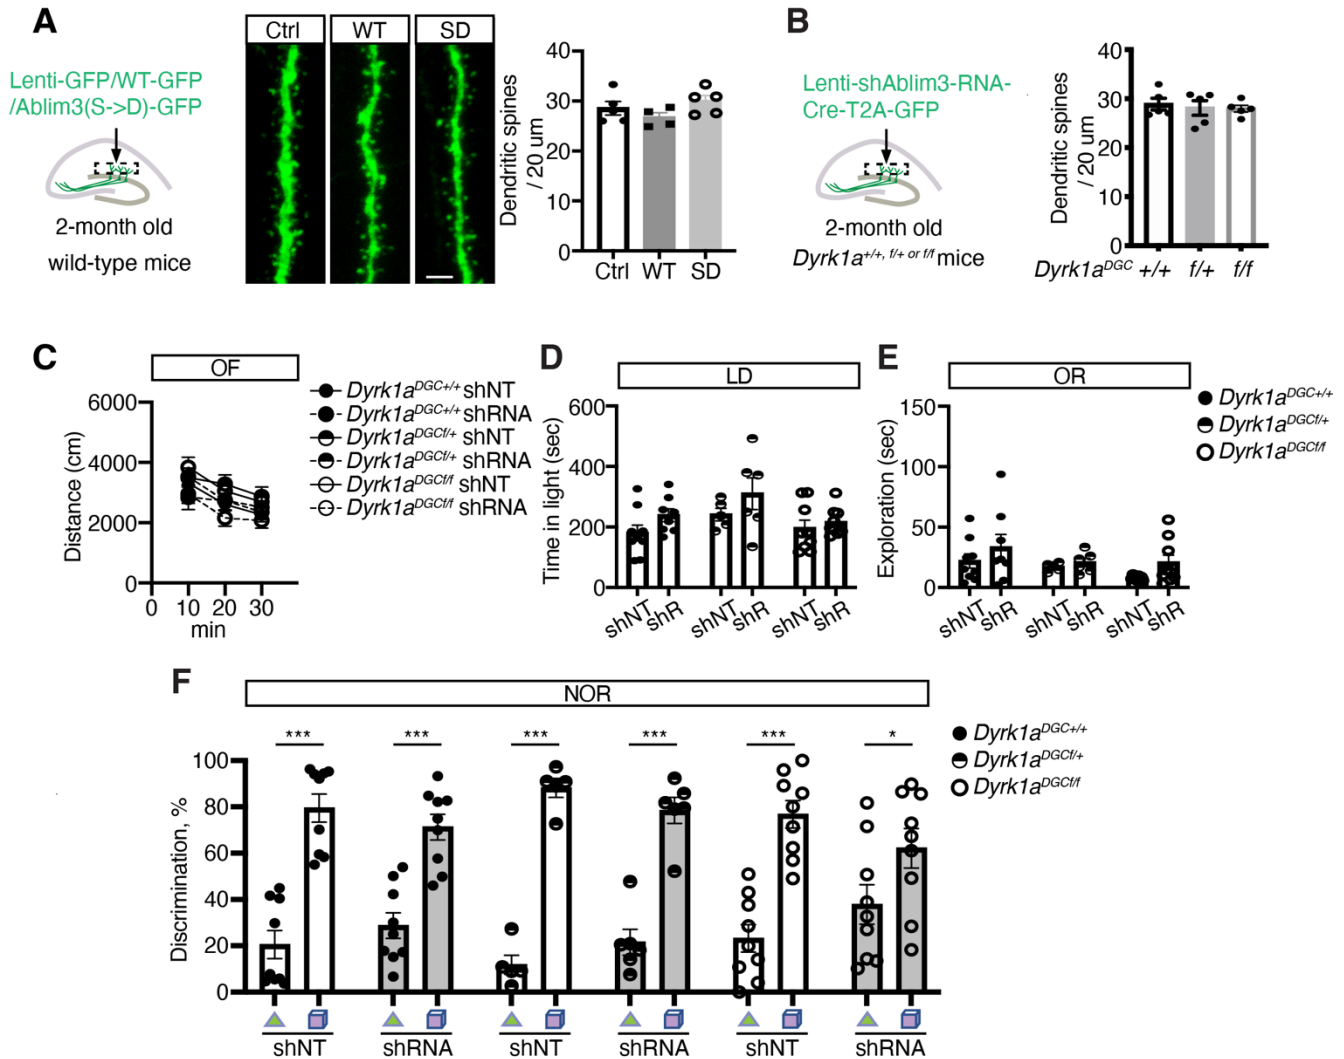 A
Lenti-GFP/WT-GFP
/Ablim3(S->D)-GFP
2-month old
wild-type mice
Ctrl WT SD
Dendritic spines
/ 20 um
40
30
20
10
0
Ctrl WT SD
B
Lenti-shAblim3-RNA-
Cre-T2A-GFP
2-month old
Dyrk1a+/+, f/+ or f/f mice
Dendritic spines
/ 20 um
40
30
20
10
0
Dyrk1aDGC +/+ f/+ f/f
C
OF
Distance (cm)
6000
4000
2000
0
0 10 20 30
min
Dyrk1aDGC+/+ shNT
Dyrk1aDGC+/+ shRNA
Dyrk1aDGCf/+ shNT
Dyrk1aDGCf/+ shRNA
Dyrk1aDGCf/f shNT
Dyrk1aDGCf/f shRNA
D
LD
Time in light (sec)
600
400
200
0
shNT shR shNT shR shNT shR
E
OR
Exploration (sec)
150
100
50
0
shNT shR shNT shR shNT shR
Dyrk1aDGC+/+
Dyrk1aDGCf/+
Dyrk1aDGCf/f
F
NOR
Discrimination, %
100
80
60
40
20
0
*** *** *** *** *** *
shNT shRNA shNT shRNA shNT shRNA
Dyrk1aDGC+/+
Dyrk1aDGCf/+
Dyrk1aDGCf/f